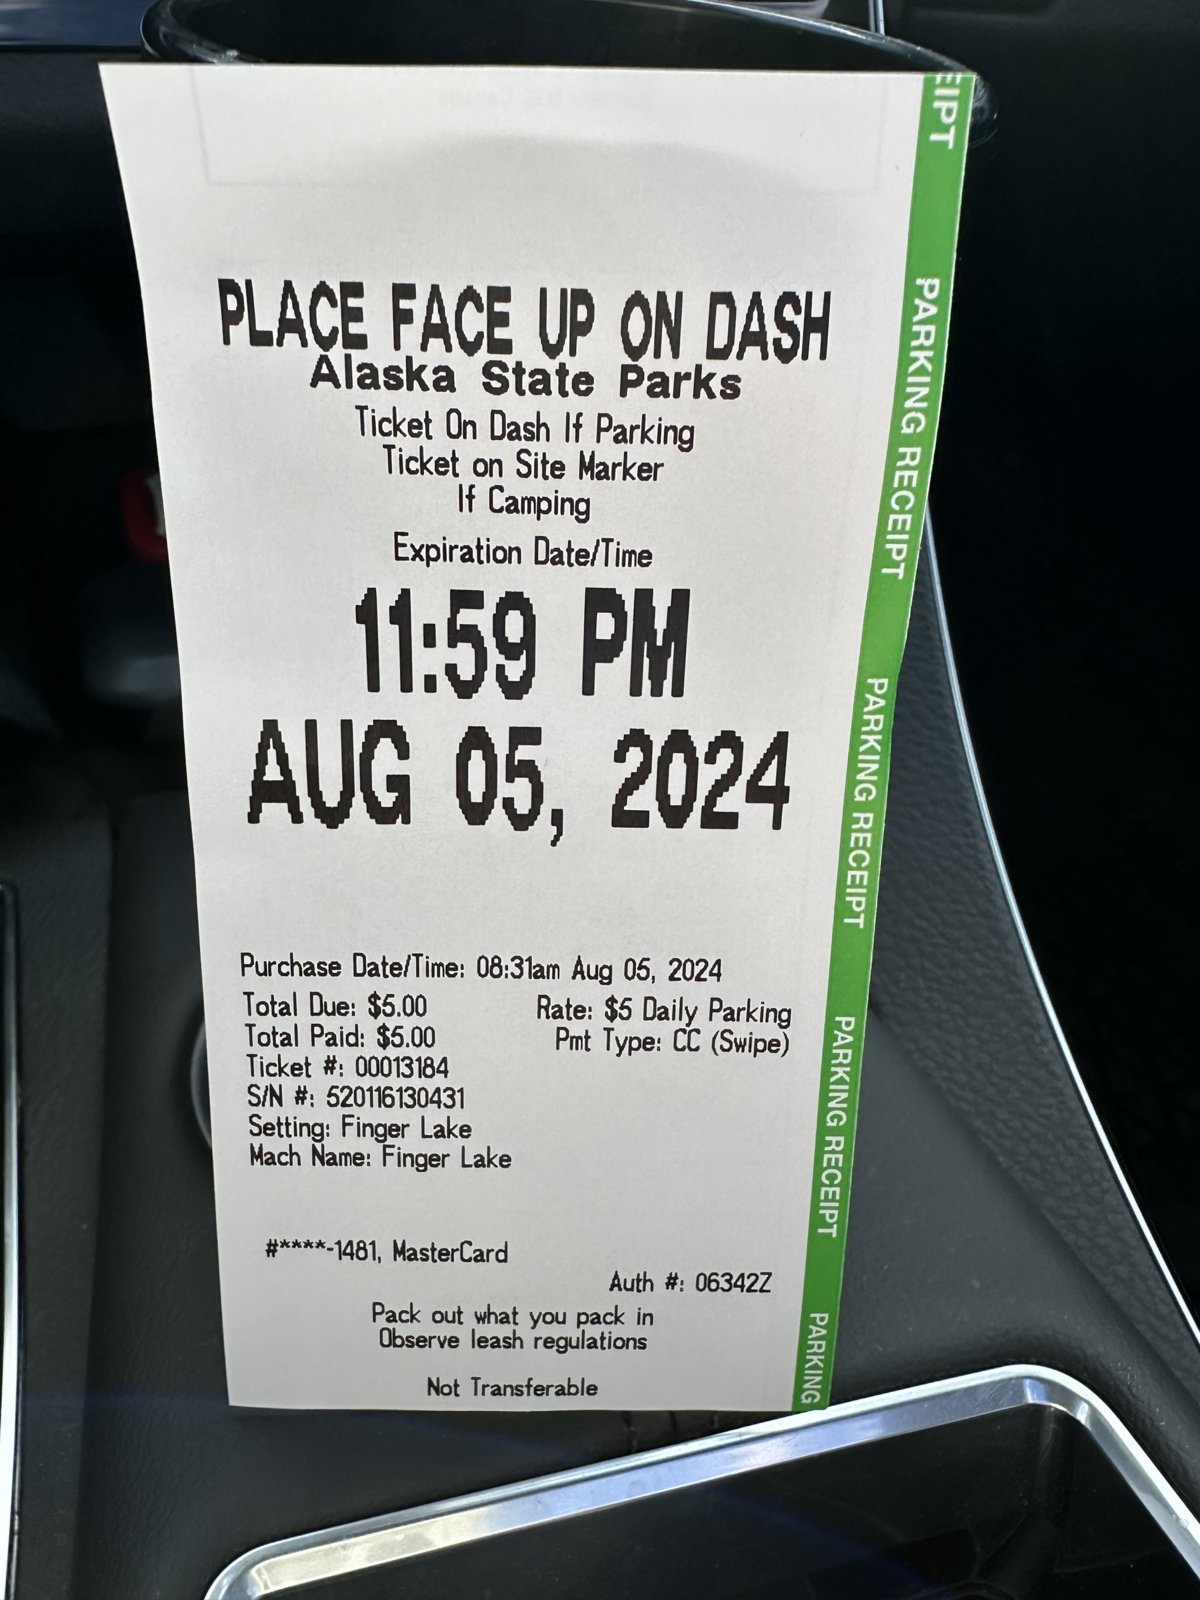 PLACE FACE UP ON DASH
Alaska State Parks
Ticket On Dash If Parking
Ticket on Site Marker
If Camping
Expiration Date/Time
11:59 PM
AUG 05, 2024
Purchase Date/Time: 08:31am Aug 05, 2024
Total Due: $5.00 Rate: $5 Daily Parking
Total Paid: $5.00 Pmt Type: CC (Swipe)
Ticket #: 00013184
S/N #: 520116130431
Setting: Finger Lake
Mach Name: Finger Lake
#****-1481, MasterCard
Auth #: 06342Z
Pack out what you pack in
Observe leash regulations
Not Transferable
EIPT
PARKING RECEIPT
PARKING RECEIPT
PARKING RECEIPT
PARKING